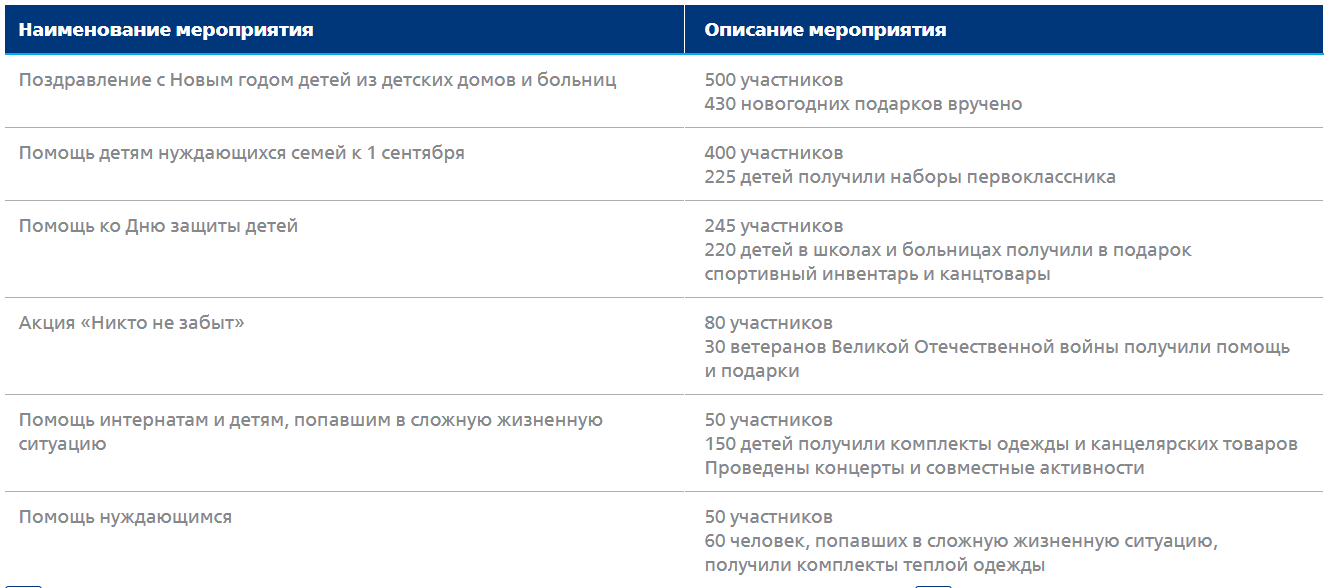 Наименование мероприятия
Описание мероприятия
Поздравление с Новым годом детей из детских домов и больниц
500 участников
430 новогодних подарков вручено
Помощь детям нуждающихся семей к 1 сентября
400 участников
225 детей получили наборы первоклассника
Помощь ко Дню защиты детей
245 участников
220 детей в школах и больницах получили в подарок
спортивный инвентарь и канцтовары
Акция «Никто не забыт»
80 участников
30 ветеранов Великой Отечественной войны получили помощь
и подарки
Помощь интернатам и детям, попавшим в сложную жизненную
ситуацию
50 участников
150 детей получили комплекты одежды и канцелярских товаров
Проведены концерты и совместные активности
Помощь нуждающимся
50 участников
60 человек, попавших в сложную жизненную ситуацию,
получили комплекты теплой одежды